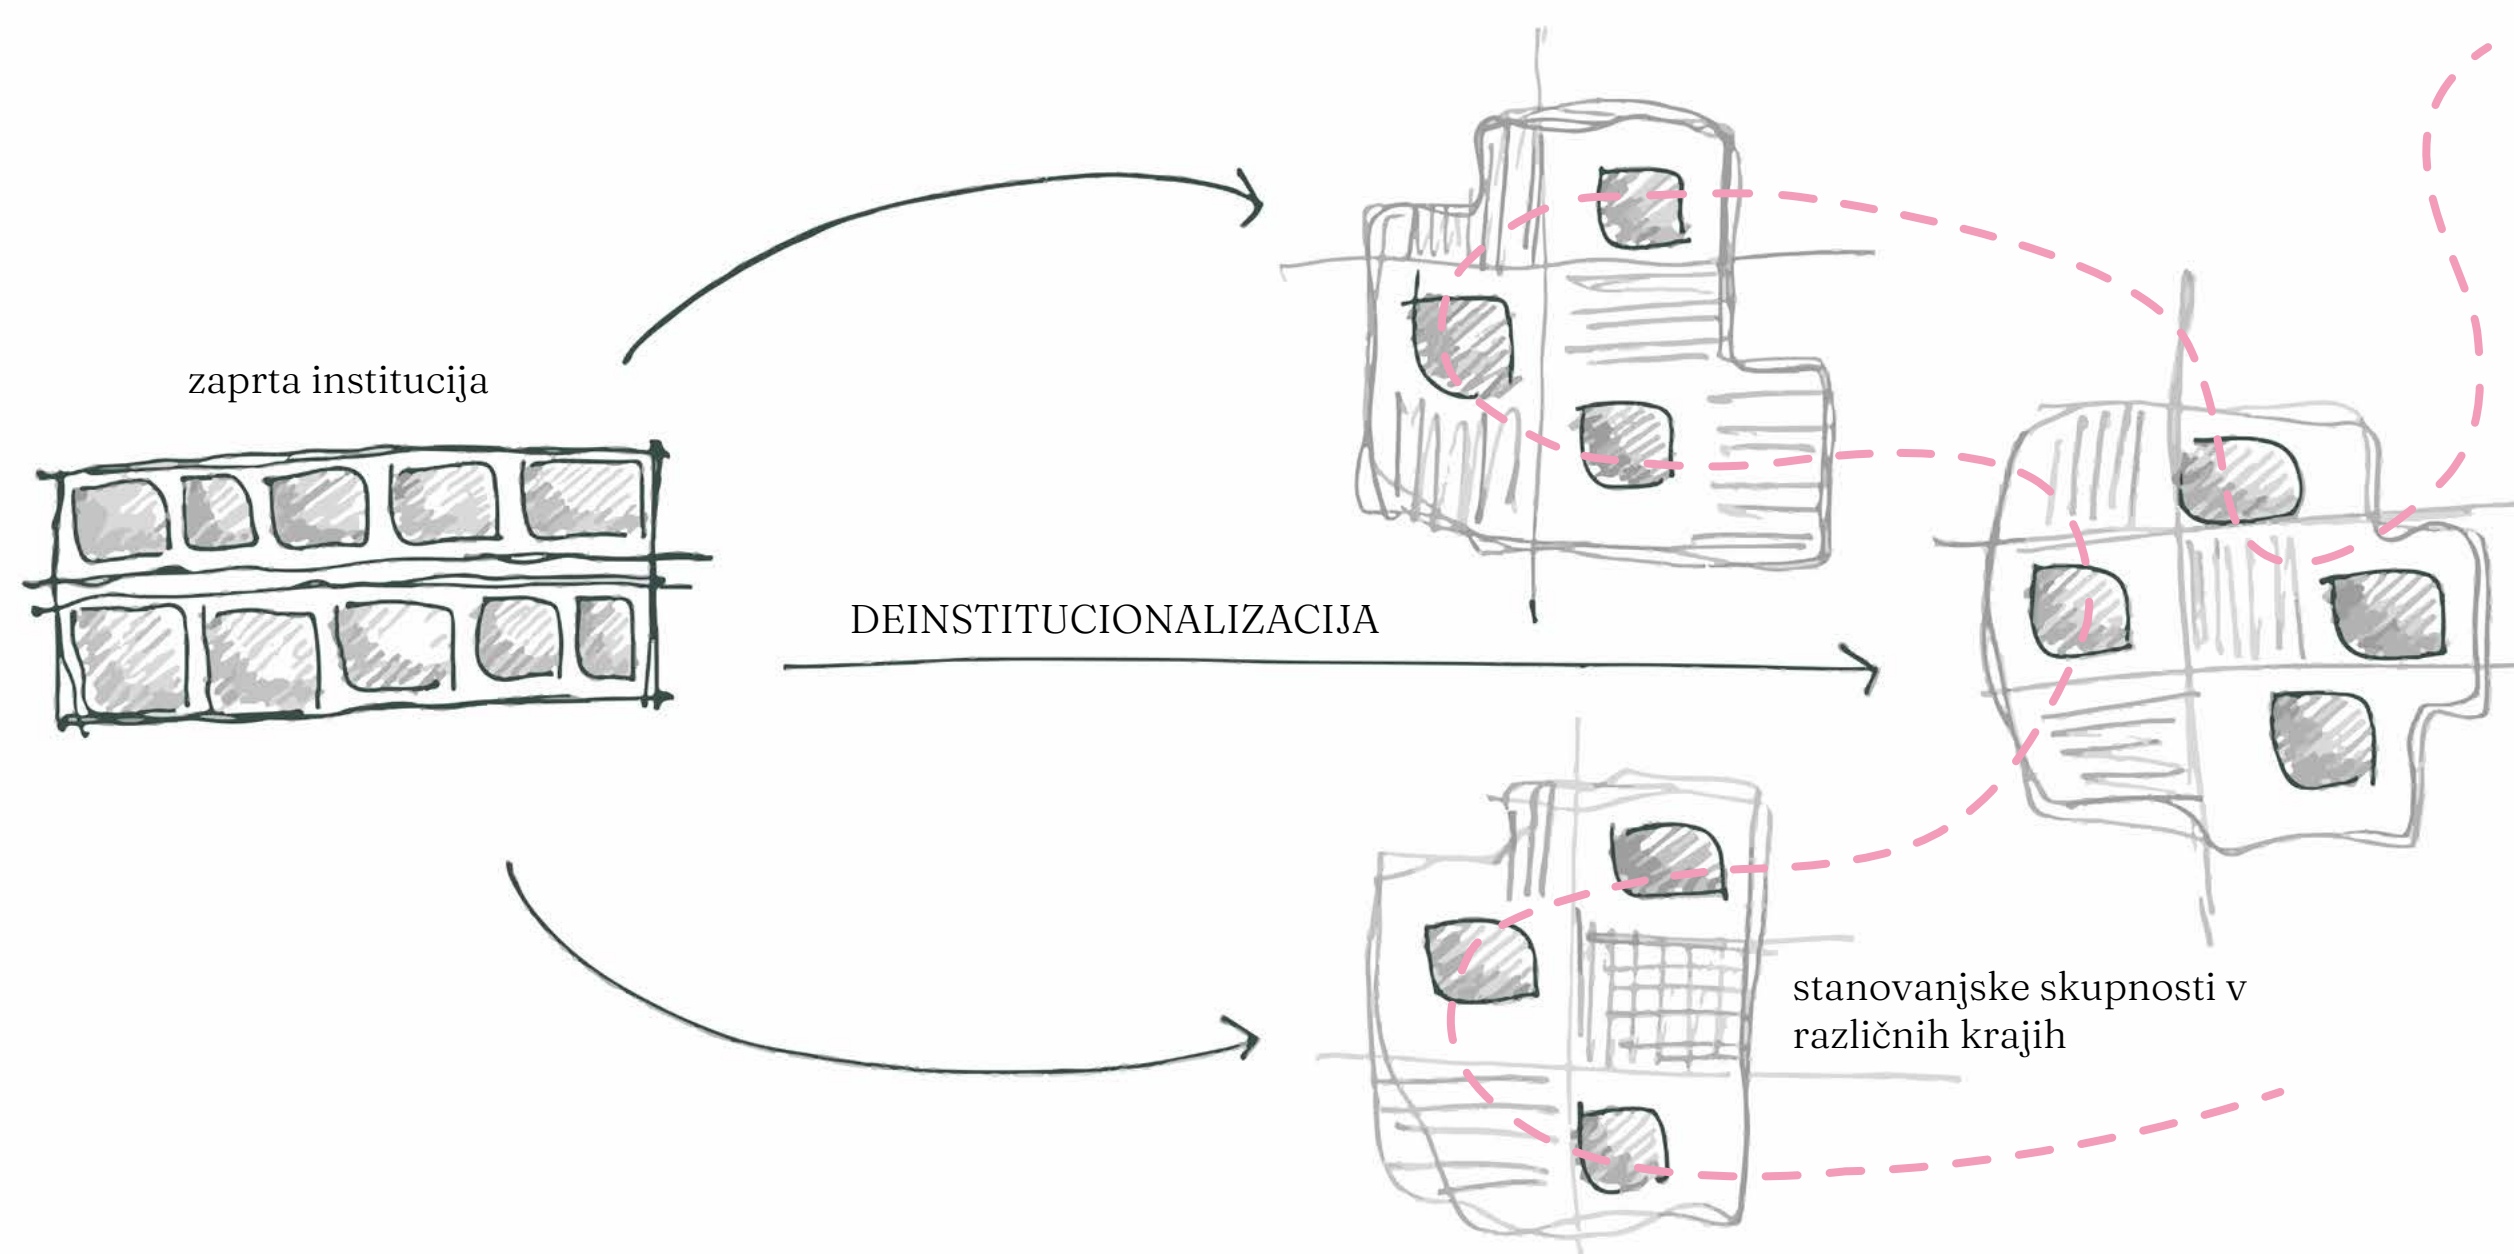 zaprta institucija
DEINSTITUCIONALIZACIJA
stanovanjske skupnosti v
različnih krajih